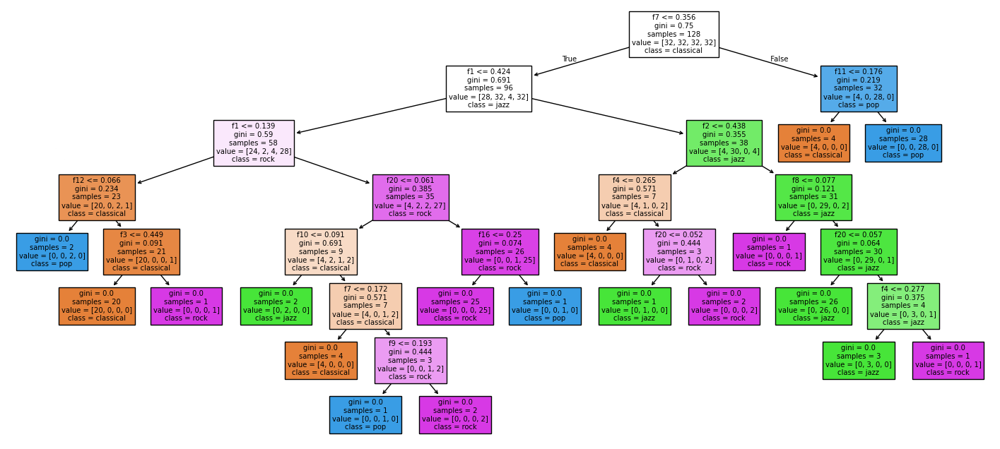 f7 <= 0.356
gini = 0.75
samples = 128
value = [32, 32, 32, 32]
class = classical
True
False
f1 <= 0.424
gini = 0.691
samples = 96
value = [28, 32, 4, 32]
class = jazz
f11 <= 0.176
gini = 0.219
samples = 32
value = [4, 0, 28, 0]
class = pop
f1 <= 0.139
gini = 0.59
samples = 58
value = [24, 2, 4, 28]
class = rock
f2 <= 0.438
gini = 0.355
samples = 38
value = [4, 30, 0, 4]
class = jazz
gini = 0.0
samples = 4
value = [4, 0, 0, 0]
class = classical
gini = 0.0
samples = 28
value = [0, 0, 28, 0]
class = pop
f12 <= 0.066
gini = 0.234
samples = 23
value = [20, 0, 2, 1]
class = classical
f20 <= 0.061
gini = 0.385
samples = 35
value = [4, 2, 2, 27]
class = rock
f4 <= 0.265
gini = 0.571
samples = 7
value = [4, 1, 0, 2]
class = classical
f8 <= 0.077
gini = 0.121
samples = 31
value = [0, 29, 0, 2]
class = jazz
gini = 0.0
samples = 2
value = [0, 0, 2, 0]
class = pop
f3 <= 0.449
gini = 0.091
samples = 21
value = [20, 0, 0, 1]
class = classical
f10 <= 0.091
gini = 0.691
samples = 9
value = [4, 2, 1, 2]
class = classical
f16 <= 0.25
gini = 0.074
samples = 26
value = [0, 0, 1, 25]
class = rock
gini = 0.0
samples = 4
value = [4, 0, 0, 0]
class = classical
f20 <= 0.052
gini = 0.444
samples = 3
value = [0, 1, 0, 2]
class = rock
gini = 0.0
samples = 1
value = [0, 0, 0, 1]
class = rock
f20 <= 0.057
gini = 0.064
samples = 30
value = [0, 29, 0, 1]
class = jazz
gini = 0.0
samples = 20
value = [20, 0, 0, 0]
class = classical
gini = 0.0
samples = 1
value = [0, 0, 0, 1]
class = rock
gini = 0.0
samples = 2
value = [0, 2, 0, 0]
class = jazz
f7 <= 0.172
gini = 0.571
samples = 7
value = [4, 0, 1, 2]
class = classical
gini = 0.0
samples = 25
value = [0, 0, 0, 25]
class = rock
gini = 0.0
samples = 1
value = [0, 0, 1, 0]
class = pop
gini = 0.0
samples = 1
value = [0, 1, 0, 0]
class = jazz
gini = 0.0
samples = 2
value = [0, 0, 0, 2]
class = rock
gini = 0.0
samples = 26
value = [0, 26, 0, 0]
class = jazz
f4 <= 0.277
gini = 0.375
samples = 4
value = [0, 3, 0, 1]
class = jazz
gini = 0.0
samples = 4
value = [4, 0, 0, 0]
class = classical
f9 <= 0.193
gini = 0.444
samples = 3
value = [0, 0, 1, 2]
class = rock
gini = 0.0
samples = 3
value = [0, 3, 0, 0]
class = jazz
gini = 0.0
samples = 1
value = [0, 0, 0, 1]
class = rock
gini = 0.0
samples = 1
value = [0, 0, 1, 0]
class = pop
gini = 0.0
samples = 2
value = [0, 0, 0, 2]
class = rock